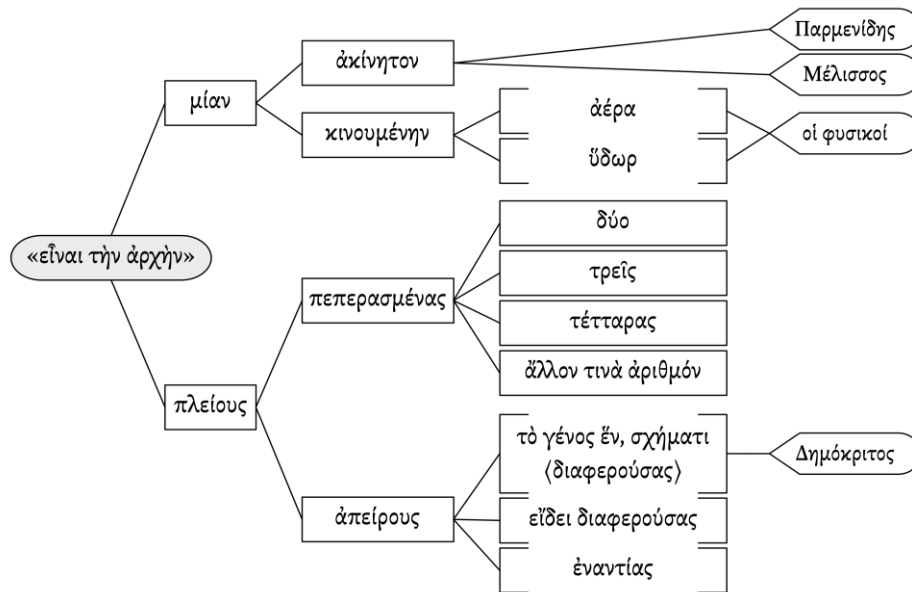 Παρμενίδης
ἀκίνητον
Μέλισσος
μίαν
ἀέρα
κινουμένην
οἱ φυσικοί
ὕδωρ
δύο
«εἶναι τὴν ἀρχὴν»
τρεῖς
πεπερασμένας
τέτταρας
ἄλλον τινὰ ἀριθμόν
πλείους
τὸ γένος ἕν, σχήματι
⟨διαφερούσας⟩
Δημόκριτος
ἀπείρους
εἴδει διαφερούσας
ἐναντίας